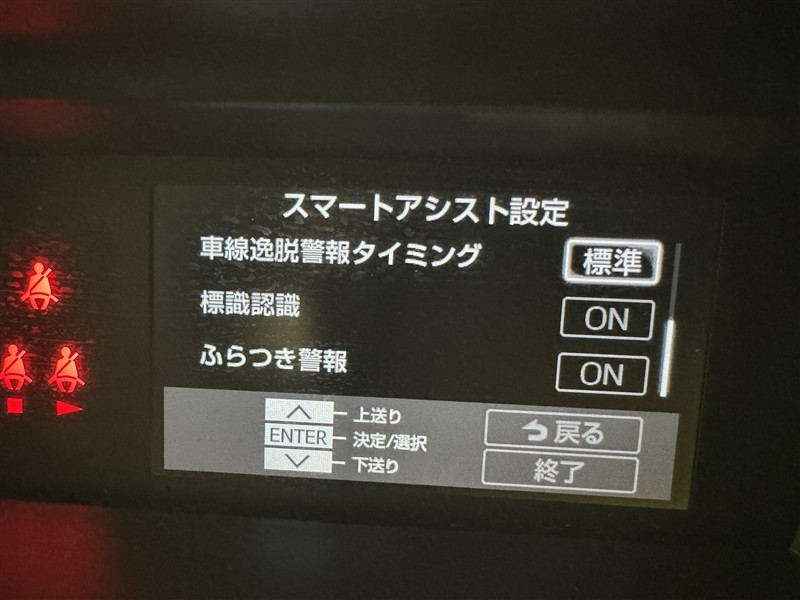 スマートアシスト設定
車線逸脱警報タイミング 標準
標識認識 ON
ふらつき警報 ON
上送り
ENTER 決定/選択
下送り
戻る
終了